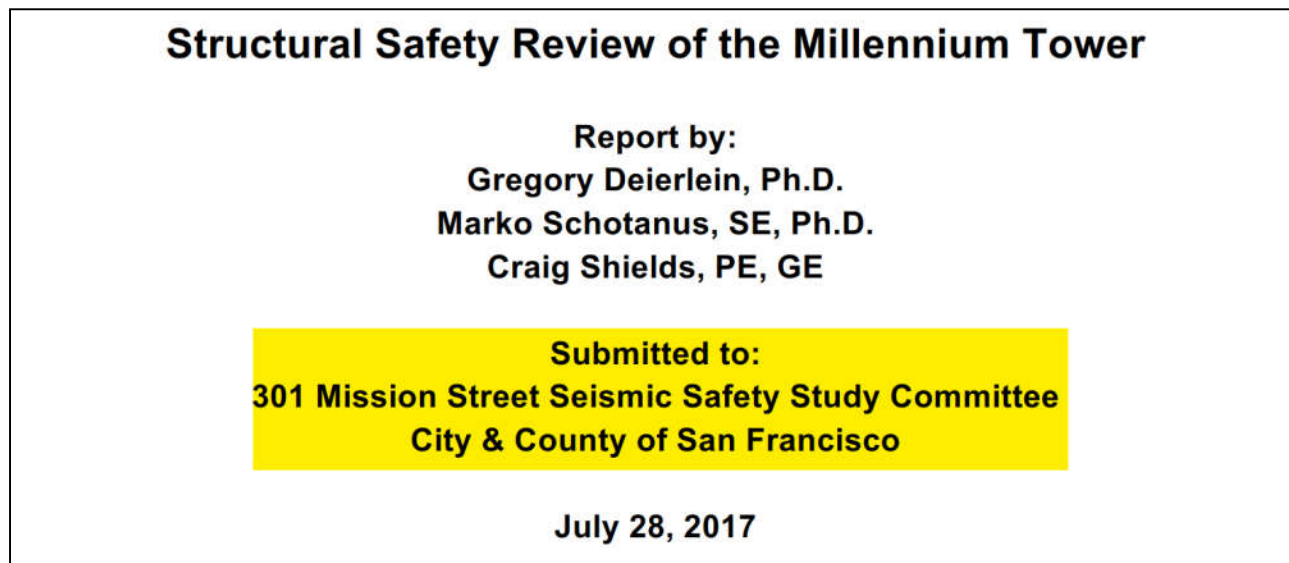 Structural Safety Review of the Millennium Tower
Report by:
Gregory Deierlein, Ph.D.
Marko Schotanus, SE, Ph.D.
Craig Shields, PE, GE
Submitted to:
301 Mission Street Seismic Safety Study Committee
City & County of San Francisco
July 28, 2017